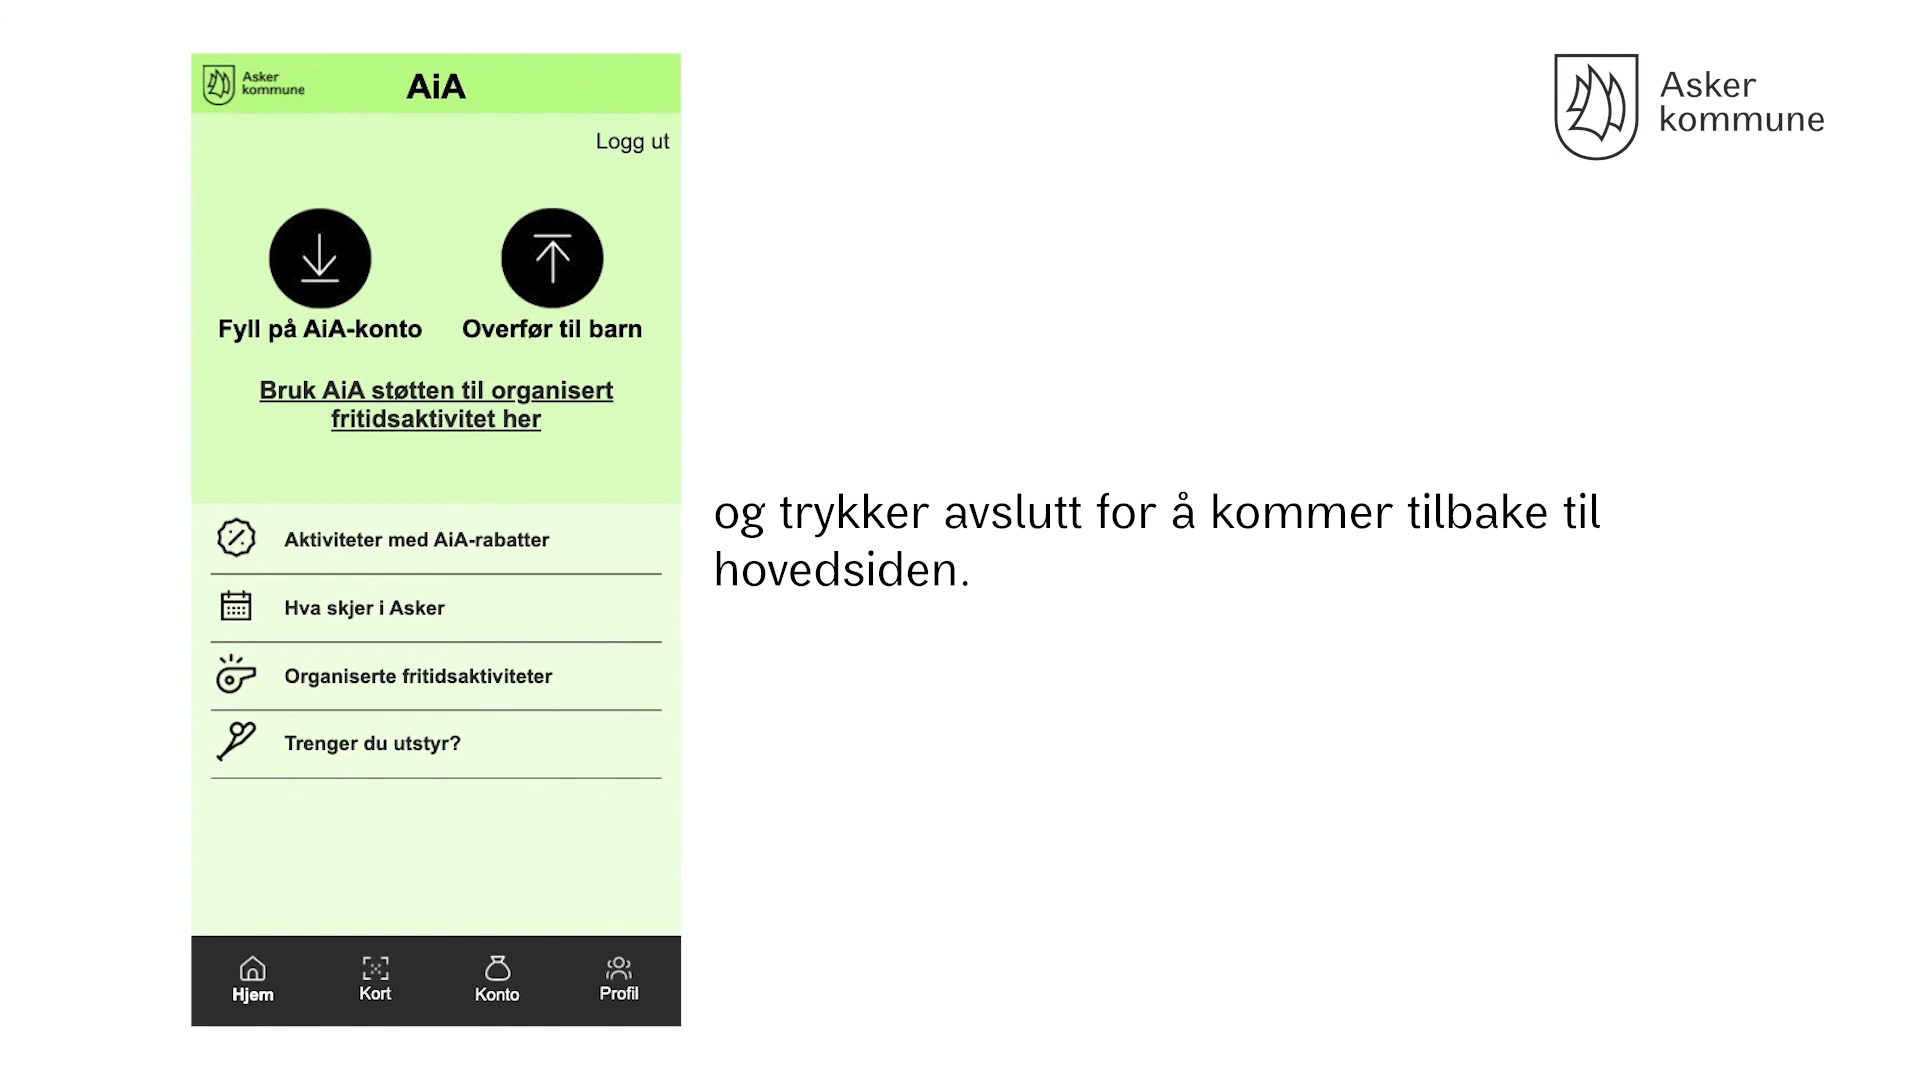 Asker
kommune
AiA
Logg ut
Fyll på AiA-konto
Overfør til barn
Bruk AiA støtten til organisert
fritidsaktivitet her
Aktiviteter med AiA-rabatter
Hva skjer i Asker
Organiserte fritidsaktiviteter
Trenger du utstyr?
Hjem
Kort
Konto
Profil
og trykker avslutt for å kommer tilbake til
hovedsiden.
Asker
kommune